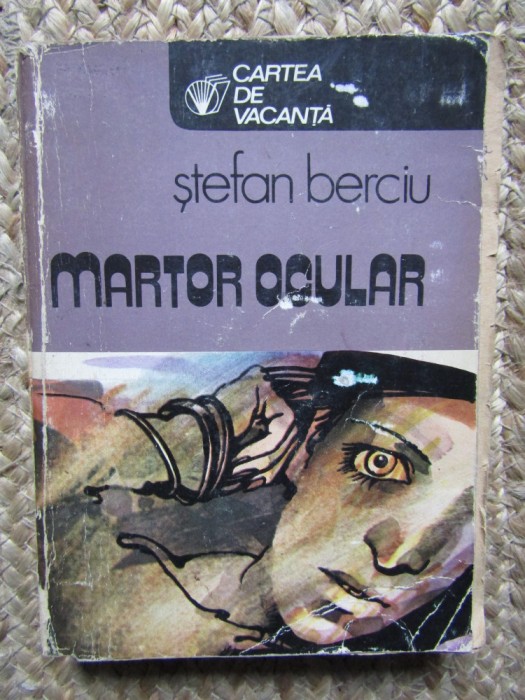 CARTEA
DE
VACANȚĂ
ștefan berciu
MARTOR OCULAR